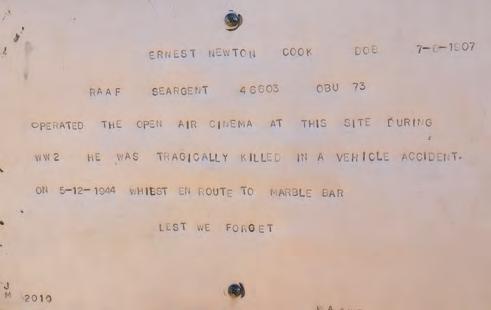 ERNEST NEWTON COOK DOB 7-6-1907
RAAF SEARGENT 46603 OBU 73
OPERATED THE OPEN AIR CINEMA AT THIS SITE DURING
WW2 HE WAS TRAGICALLY KILLED IN A VEHICLE ACCIDENT.
ON 5-12-1944 WHILST EN ROUTE TO MARBLE BAR
LEST WE FORGET
J
M 2010